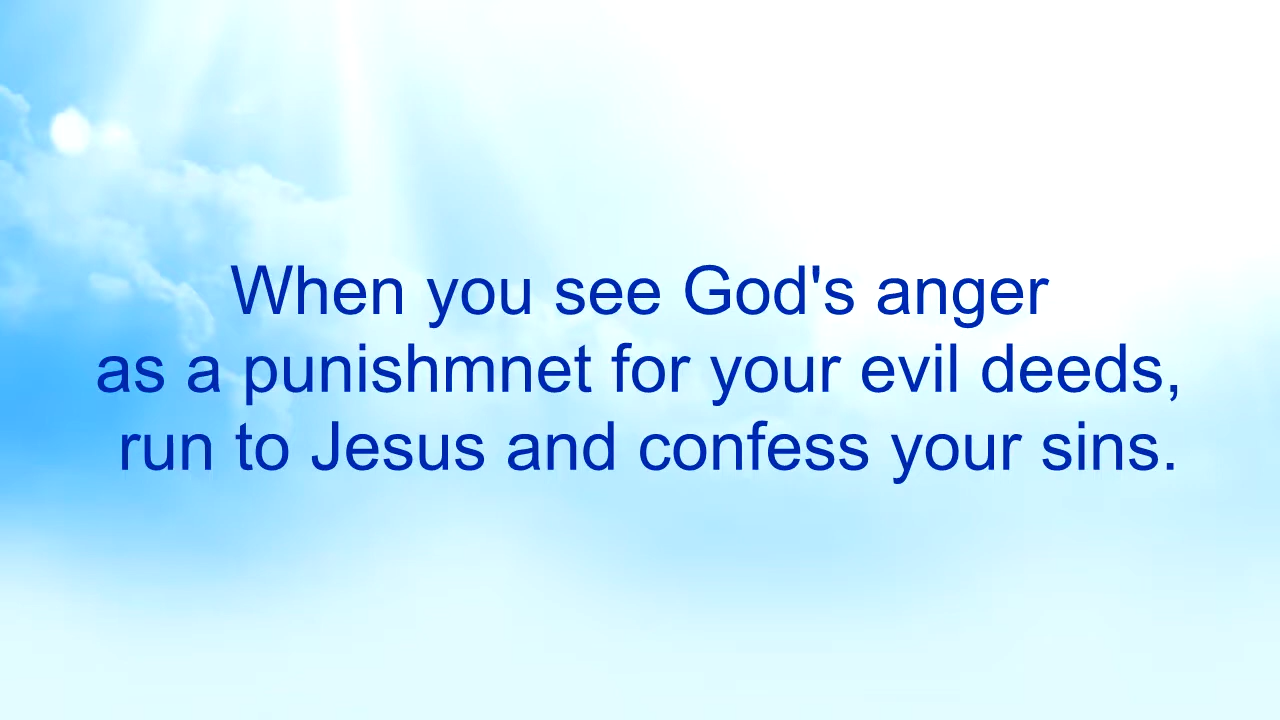 When you see God's anger
as a punishmnet for your evil deeds,
run to Jesus and confess your sins.